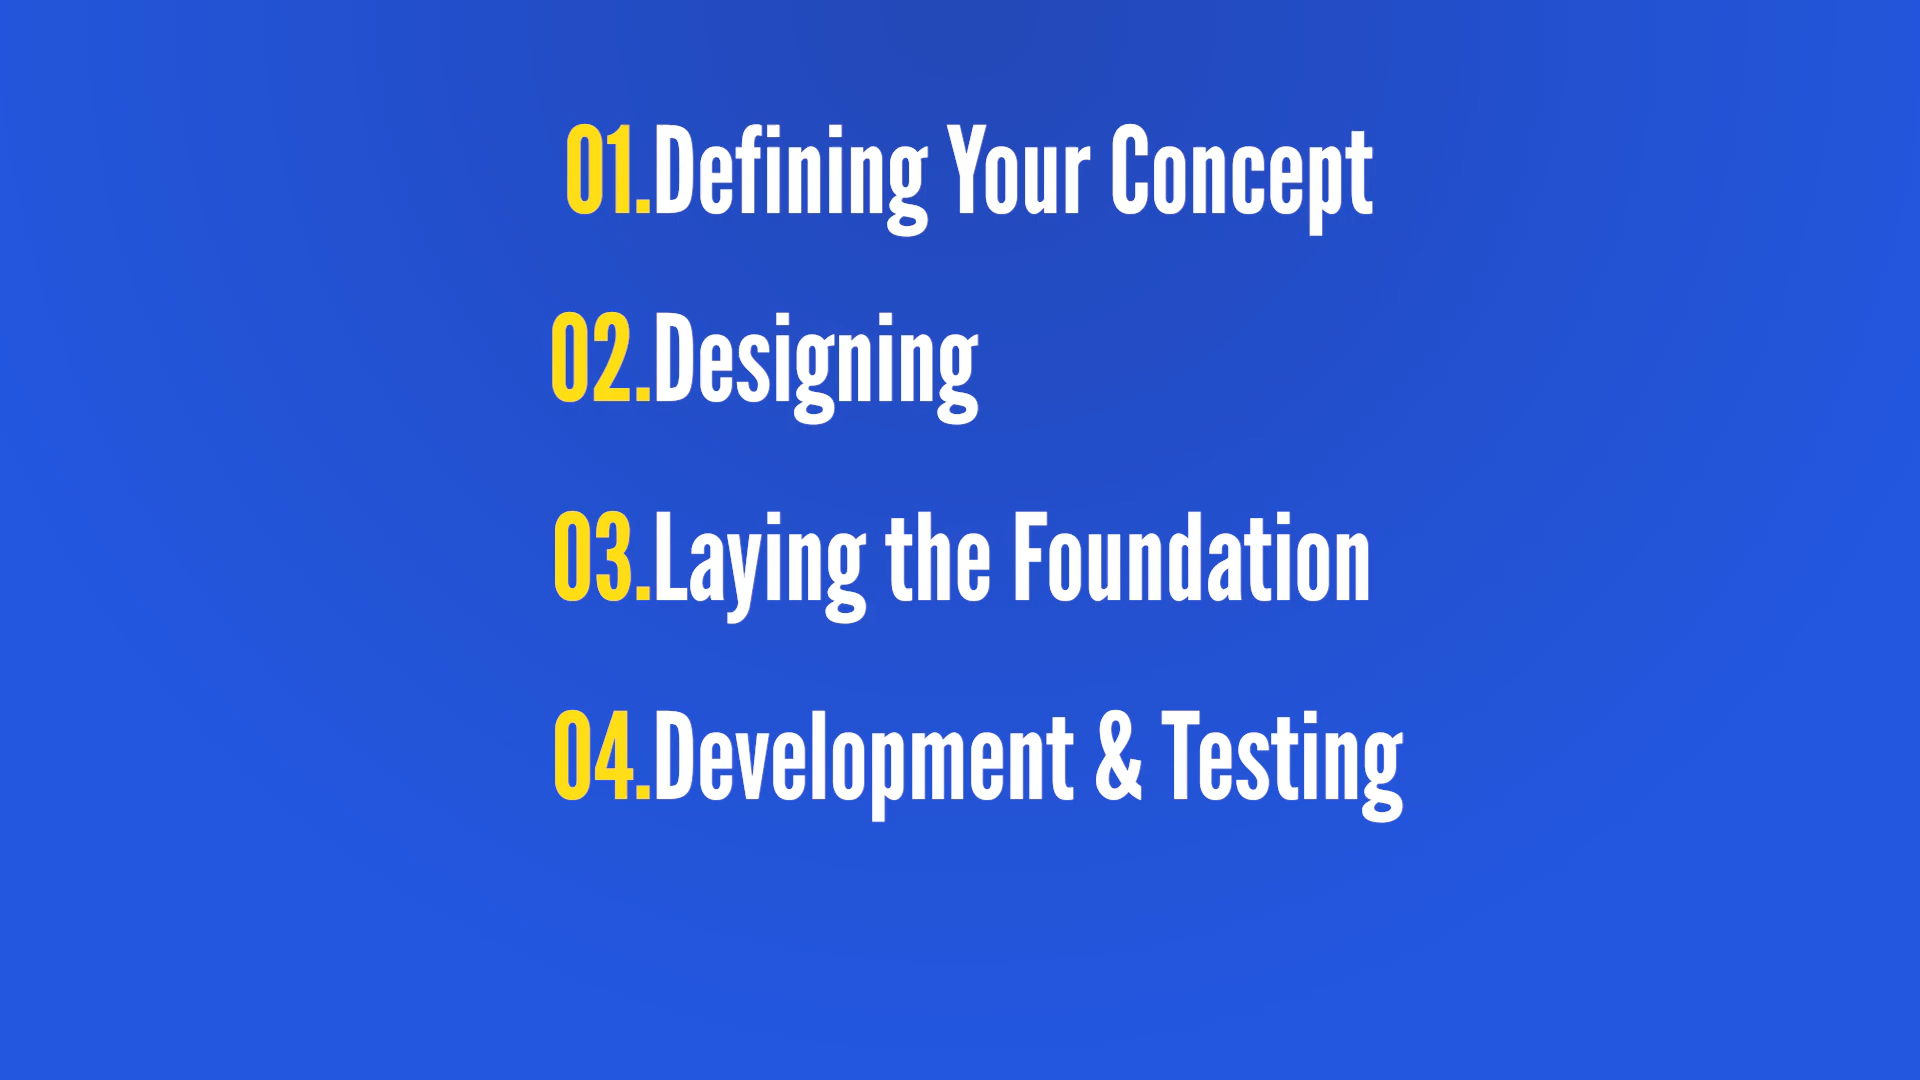 01.Defining Your Concept
02.Designing
03.Laying the Foundation
04.Development & Testing